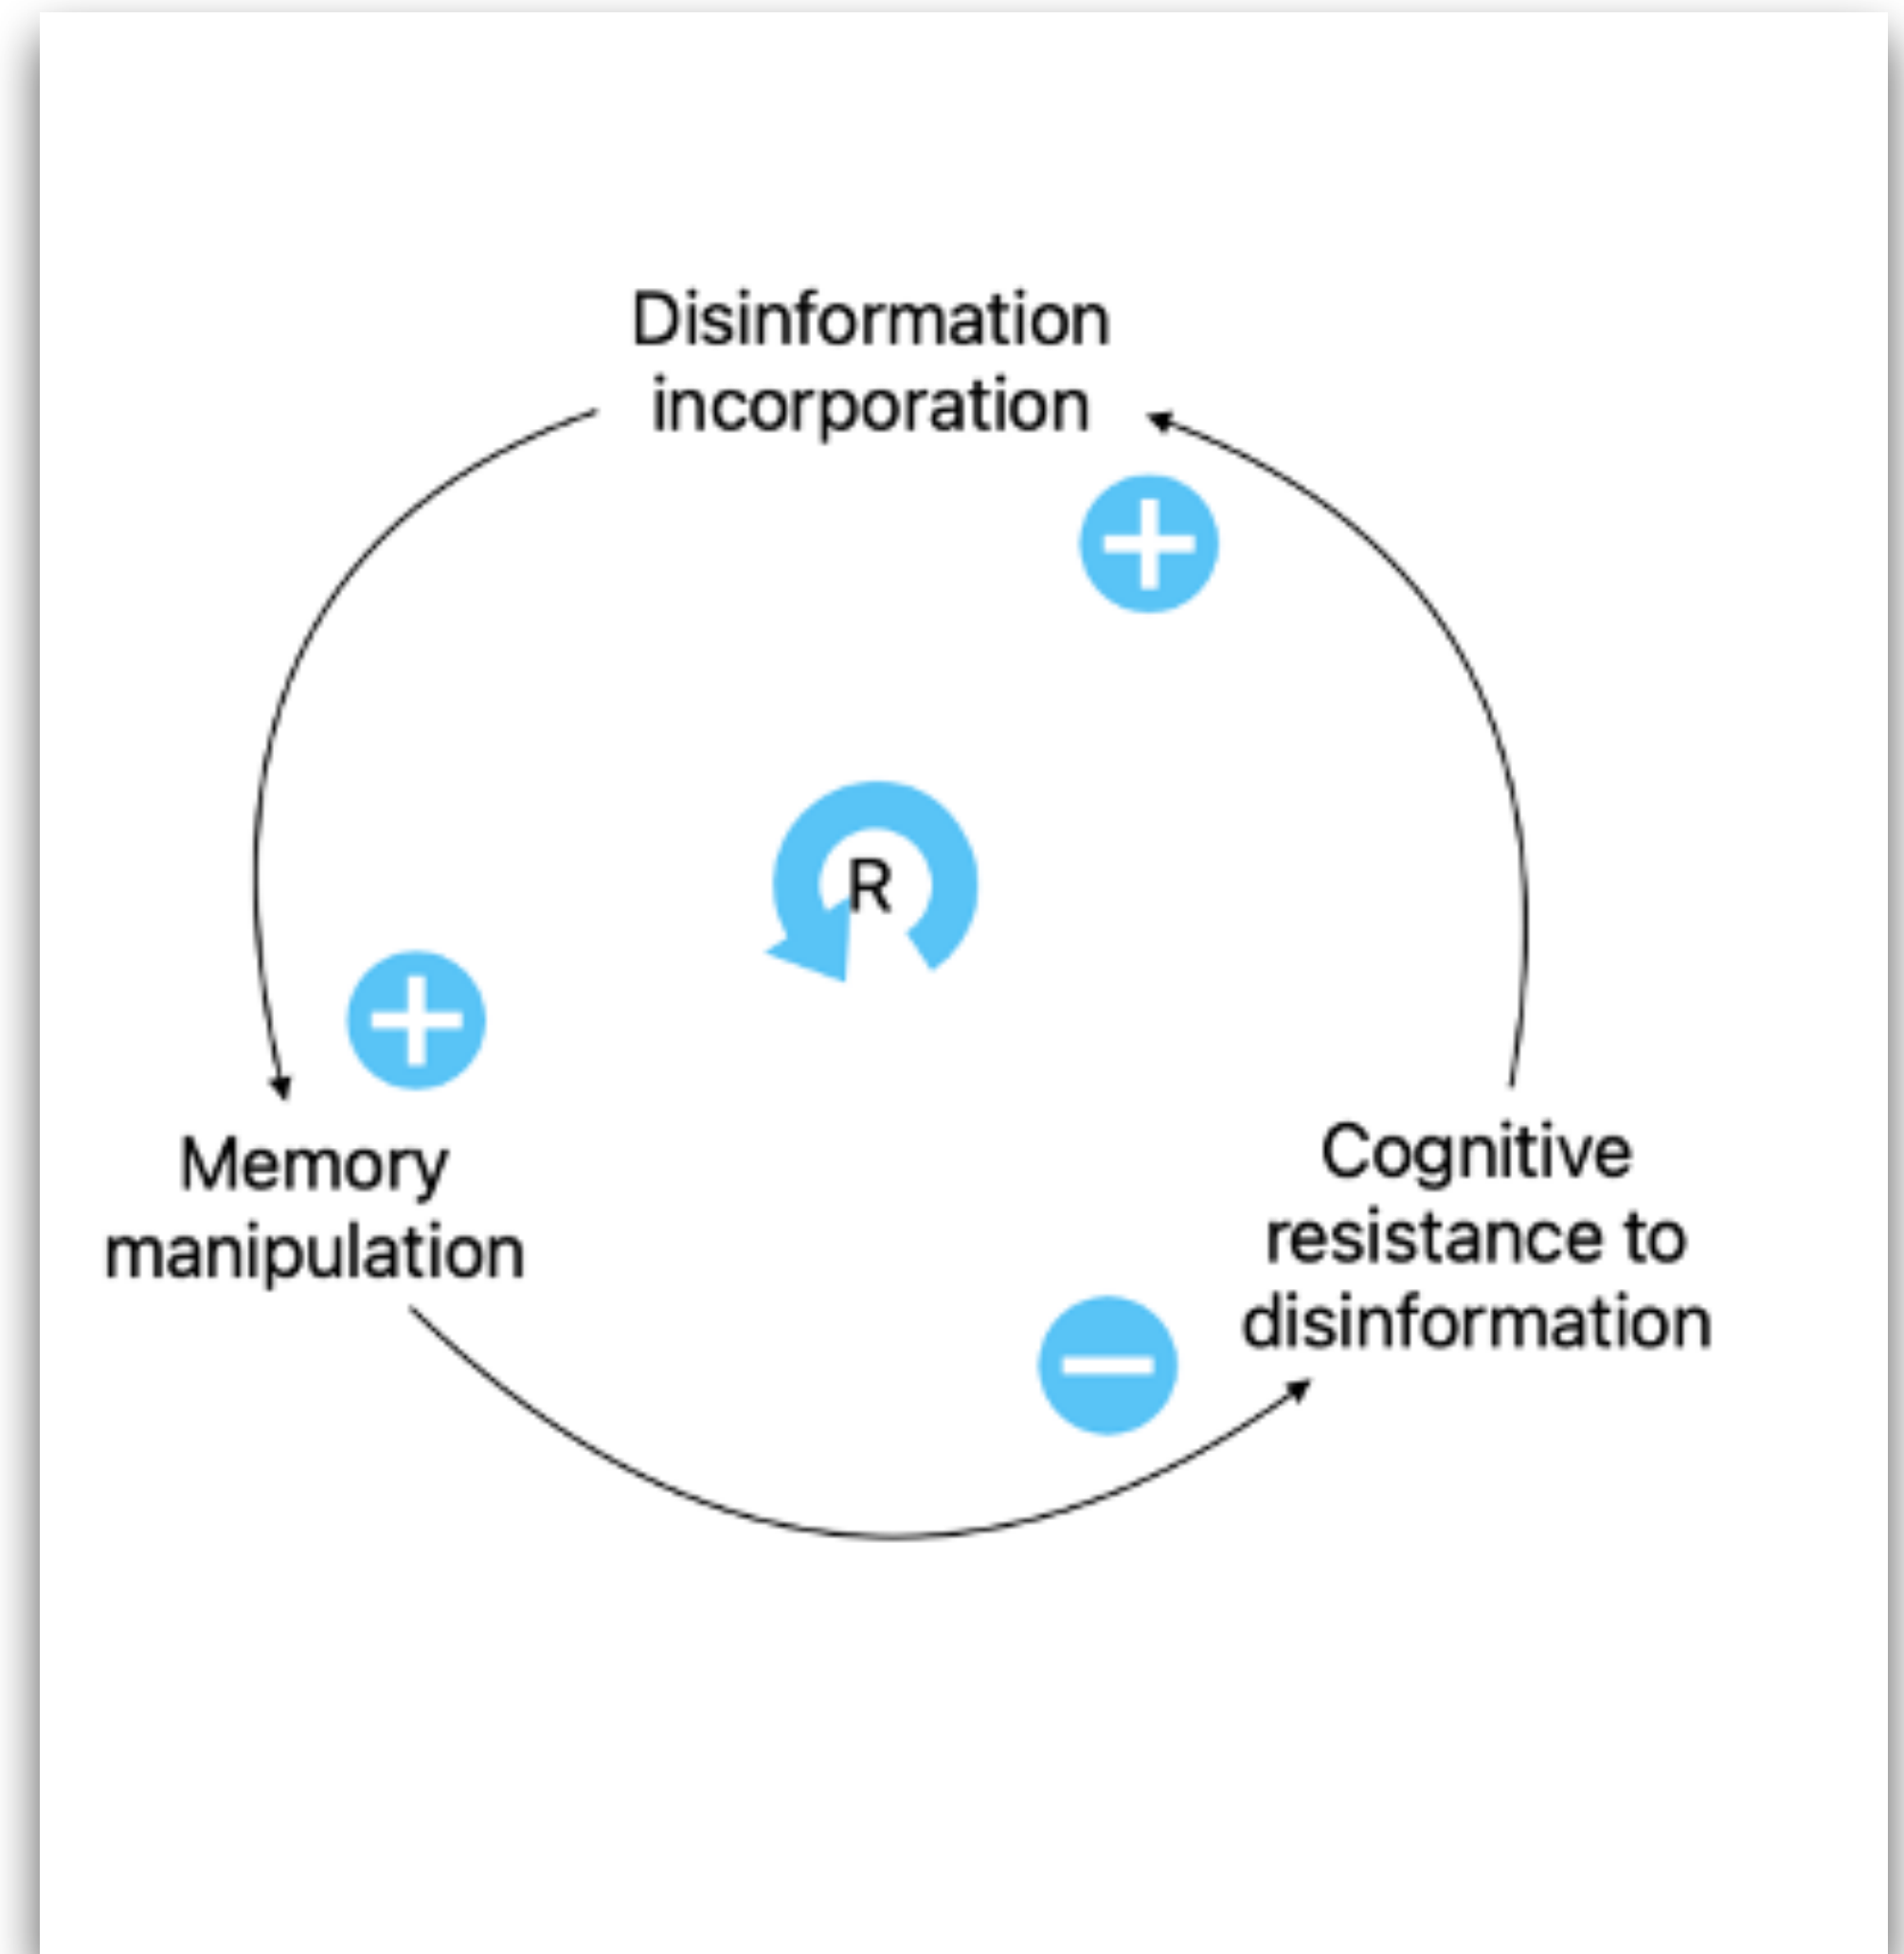 Disinformation
incorporation
R
Memory
manipulation
Cognitive
resistance to
disinformation